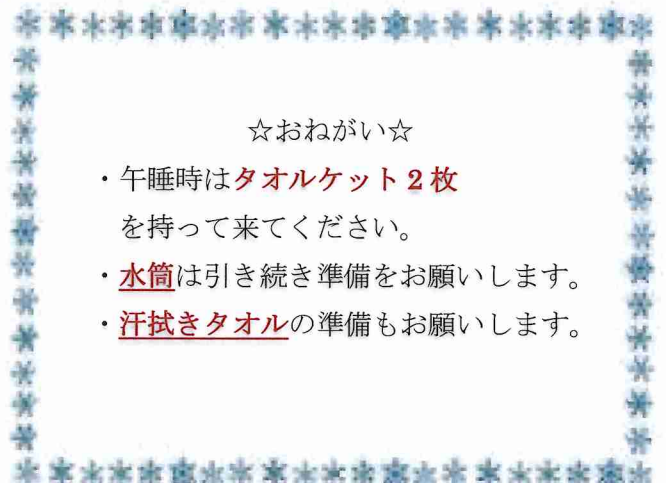 ☆おねがい☆
・午睡時はタオルケット２枚
を持って来てください。
・水筒は引き続き準備をお願いします。
・汗拭きタオルの準備もお願いします。